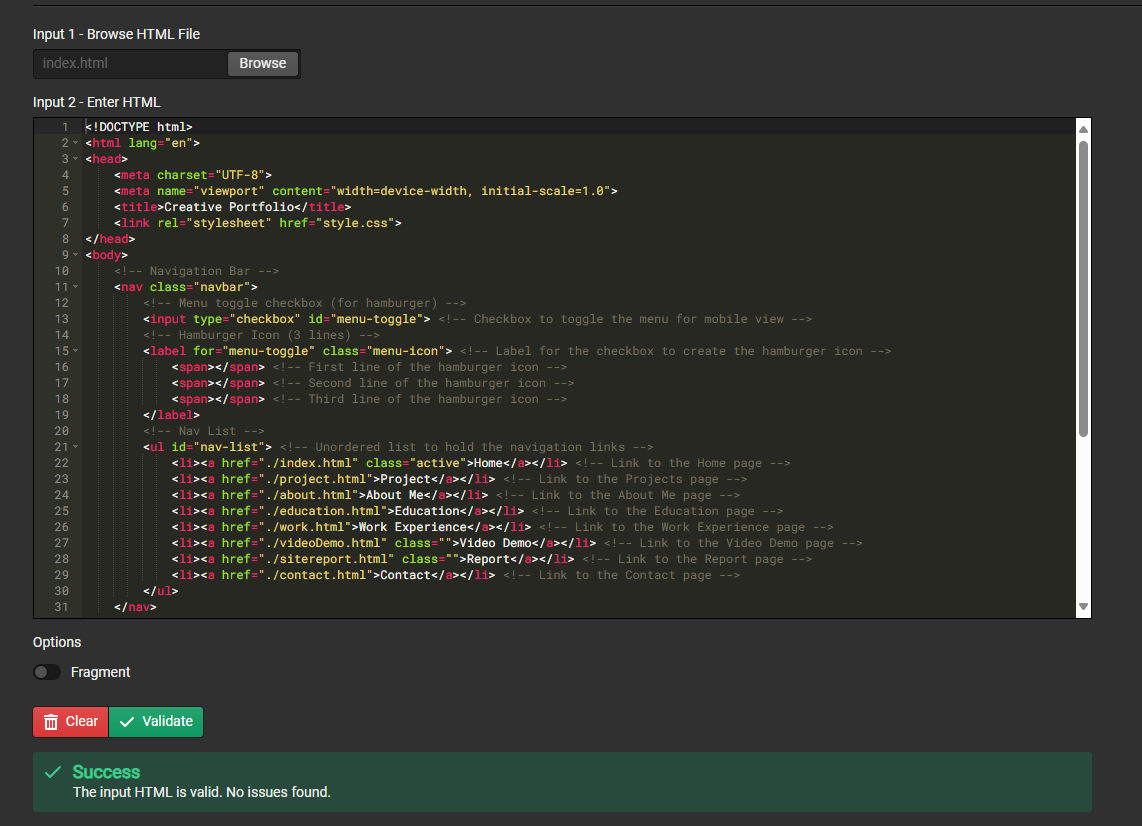 Input 1 - Browse HTML File
index.html Browse
Input 2 - Enter HTML
1 <!DOCTYPE html>
2 <html lang="en">
3 <head>
4     <meta charset="UTF-8">
5     <meta name="viewport" content="width=device-width, initial-scale=1.0">
6     <title>Creative Portfolio</title>
7     <link rel="stylesheet" href="style.css">
8 </head>
9 <body>
10     <!-- Navigation Bar -->
11     <nav class="navbar">
12         <!-- Menu toggle checkbox (for hamburger) -->
13         <input type="checkbox" id="menu-toggle"> <!-- Checkbox to toggle the menu for mobile view -->
14         <!-- Hamburger Icon (3 lines) -->
15         <label for="menu-toggle" class="menu-icon"> <!-- Label for the checkbox to create the hamburger icon -->
16             <span></span> <!-- First line of the hamburger icon -->
17             <span></span> <!-- Second line of the hamburger icon -->
18             <span></span> <!-- Third line of the hamburger icon -->
19         </label>
20         <!-- Nav List -->
21         <ul id="nav-list"> <!-- Unordered list to hold the navigation links -->
22             <li><a href="./index.html" class="active">Home</a></li> <!-- Link to the Home page -->
23             <li><a href="./project.html">Project</a></li> <!-- Link to the Projects page -->
24             <li><a href="./about.html">About Me</a></li> <!-- Link to the About Me page -->
25             <li><a href="./education.html">Education</a></li> <!-- Link to the Education page -->
26             <li><a href="./work.html">Work Experience</a></li> <!-- Link to the Work Experience page -->
27             <li><a href="./videoDemo.html" class="">Video Demo</a></li> <!-- Link to the Video Demo page -->
28             <li><a href="./sitereport.html" class="">Report</a></li> <!-- Link to the Report page -->
29             <li><a href="./contact.html">Contact</a></li> <!-- Link to the Contact page -->
30         </ul>
31     </nav>
Options
Fragment
Clear Validate
Success
The input HTML is valid. No issues found.